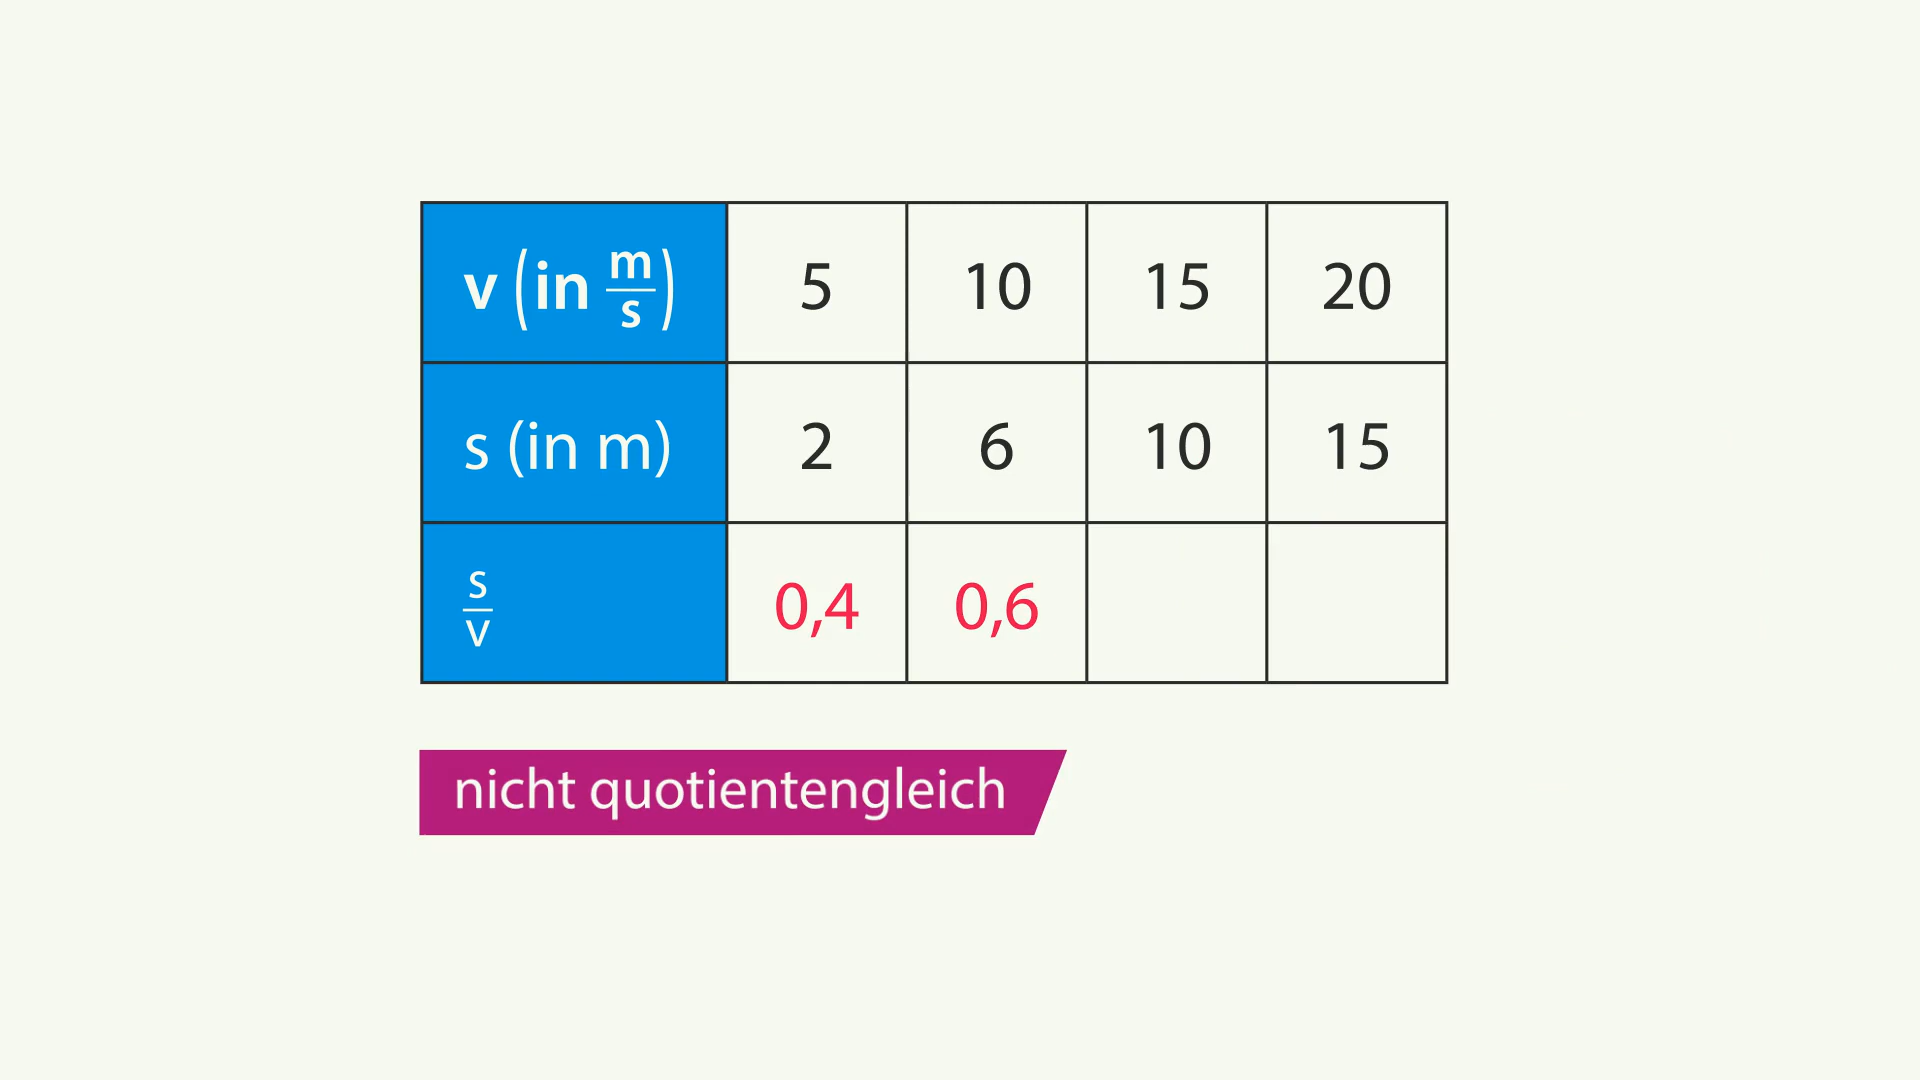 v (in m/s) 5 10 15 20
s (in m) 2 6 10 15
s/v 0,4 0,6
nicht quotientengleich